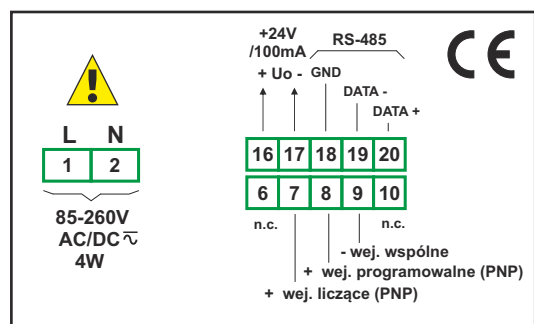 +24V
/100mA
RS-485
+ Uo -
GND
DATA -
DATA +
CE
L N
1 2
16 17 18 19 20
6 7 8 9 10
n.c. n.c.
85-260V
AC/DC
4W
- wej. wspólne
+ wej. programowalne (PNP)
+ wej. liczące (PNP)